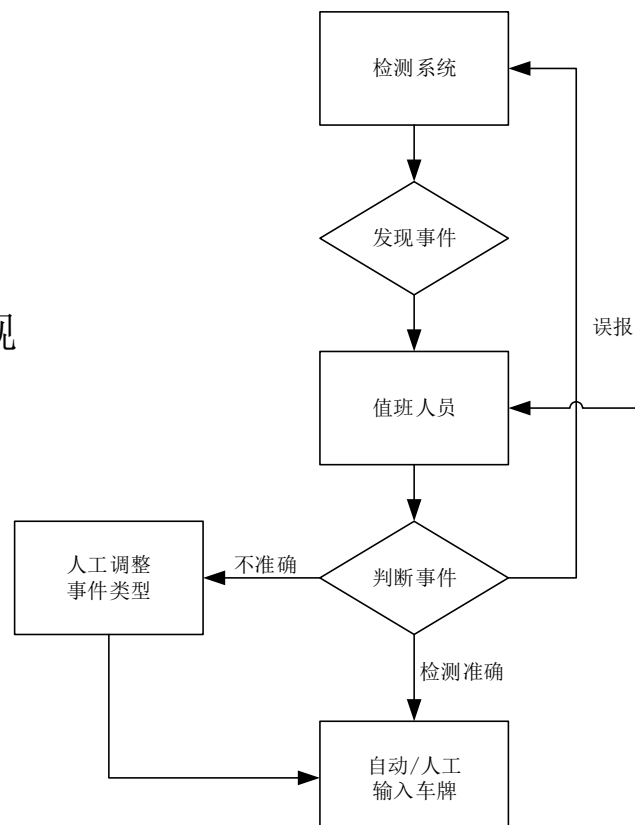 检测系统
发现事件
现
误报
值班人员
人工调整
事件类型
不准确
判断事件
检测准确
自动/人工
输入车牌